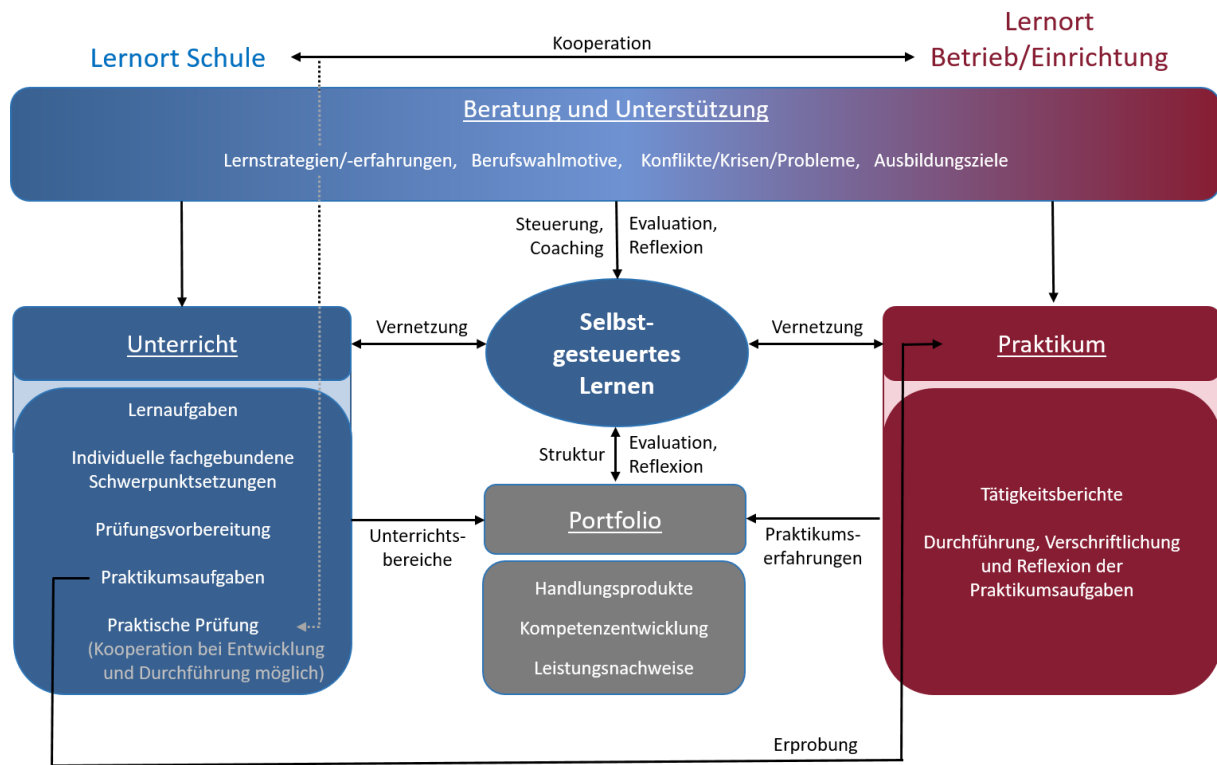 Lernort Schule
Kooperation
Lernort
Betrieb/Einrichtung
Beratung und Unterstützung
Lernstrategien/-erfahrungen, Berufswahlmotive, Konflikte/Krisen/Probleme, Ausbildungsziele
Steuerung,
Coaching
Evaluation,
Reflexion
Unterricht
Vernetzung
Selbst-
gesteuertes
Lernen
Vernetzung
Praktikum
Lernaufgaben
Individuelle fachgebundene
Schwerpunktsetzungen
Prüfungsvorbereitung
Praktikumsaufgaben
Praktische Prüfung
(Kooperation bei Entwicklung
und Durchführung möglich)
Struktur
Evaluation,
Reflexion
Unterrichts-
bereiche
Portfolio
Praktikums-
erfahrungen
Handlungsprodukte
Kompetenzentwicklung
Leistungsnachweise
Tätigkeitsberichte
Durchführung, Verschriftlichung
und Reflexion der
Praktikumsaufgaben
Erprobung